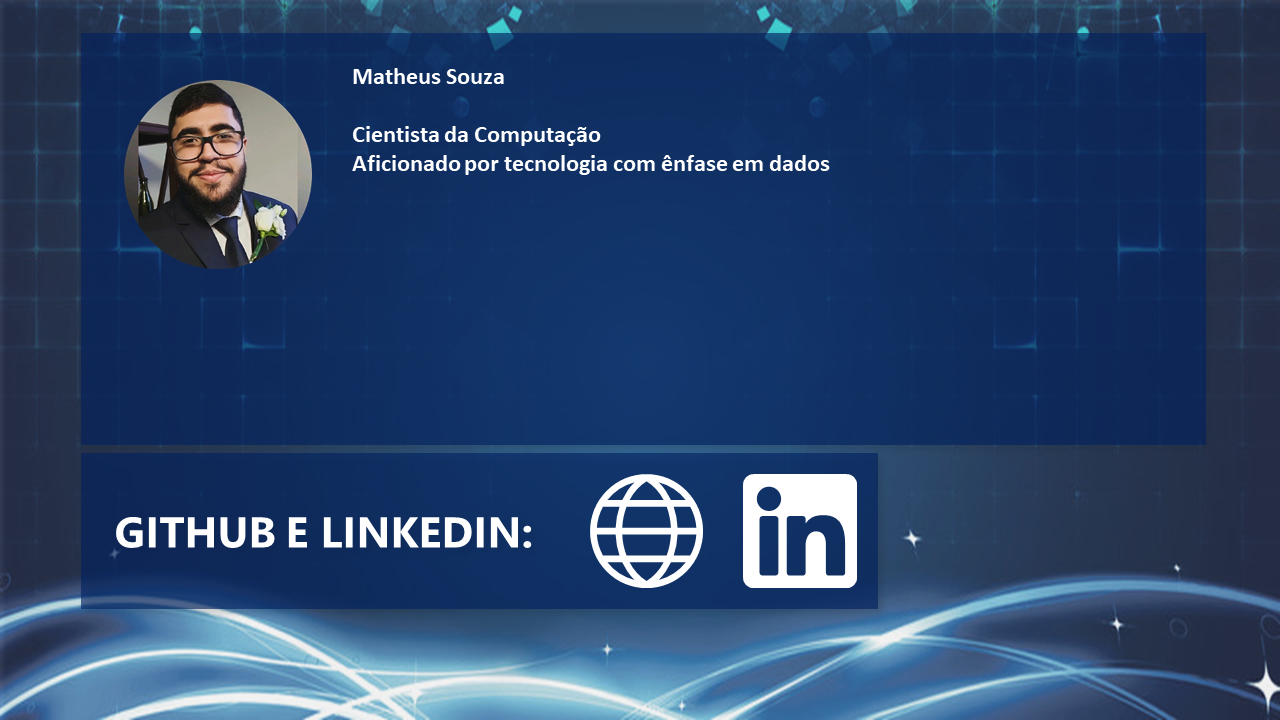 Matheus Souza
Cientista da Computação
Aficionado por tecnologia com ênfase em dados
GITHUB E LINKEDIN:
in